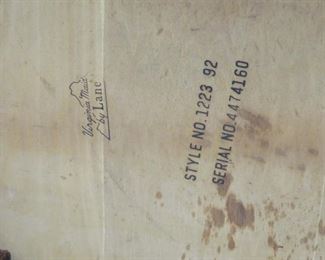 Virginia Maid
by Lane
STYLE NO. 1223 92
SERIAL NO. 4474160